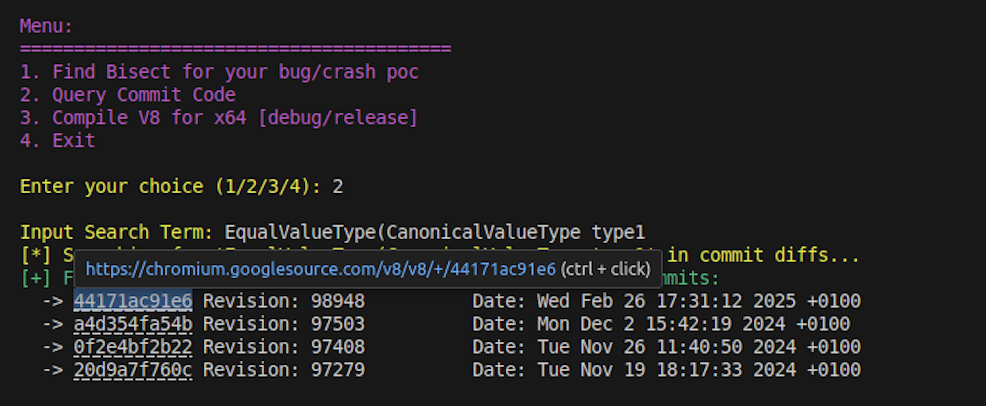 Menu:
========================================
1. Find Bisect for your bug/crash poc
2. Query Commit Code
3. Compile V8 for x64 [debug/release]
4. Exit
Enter your choice (1/2/3/4): 2
Input Search Term: EqualValueType(CanonicalValueType type1
[*] S in commit diffs...
https://chromium.googlesource.com/v8/v8/+/44171ac91e6 (ctrl + click)
[+] F mmits:
-> 44171ac91e6 Revision: 98948 Date: Wed Feb 26 17:31:12 2025 +0100
-> a4d354fa54b Revision: 97503 Date: Mon Dec 2 15:42:19 2024 +0100
-> 0f2e4bf2b22 Revision: 97408 Date: Tue Nov 26 11:40:50 2024 +0100
-> 20d9a7f760c Revision: 97279 Date: Tue Nov 19 18:17:33 2024 +0100